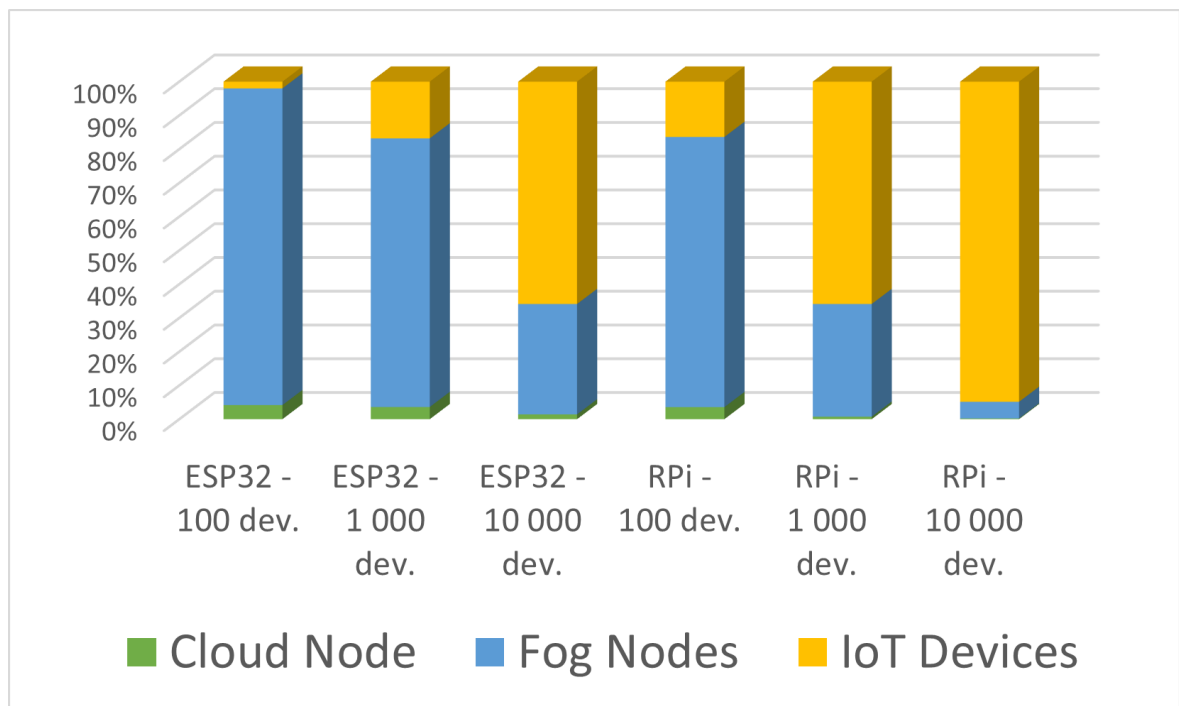 100%
90%
80%
70%
60%
50%
40%
30%
20%
10%
0%
ESP32 -
100 dev.
ESP32 -
1 000
dev.
ESP32 -
10 000
dev.
RPi -
100 dev.
RPi -
1 000
dev.
RPi -
10 000
dev.
Cloud Node
Fog Nodes
IoT Devices